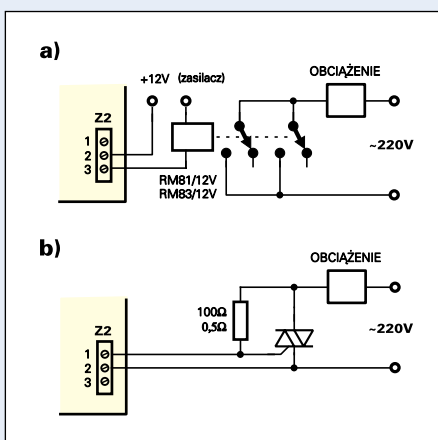 a)
+12V (zasilacz)
OBCIĄŻENIE
Z2
1
2
3
~220V
RM81/12V
RM83/12V
b)
OBCIĄŻENIE
100Ω
0,5Ω
~220V
Z2
1
2
3